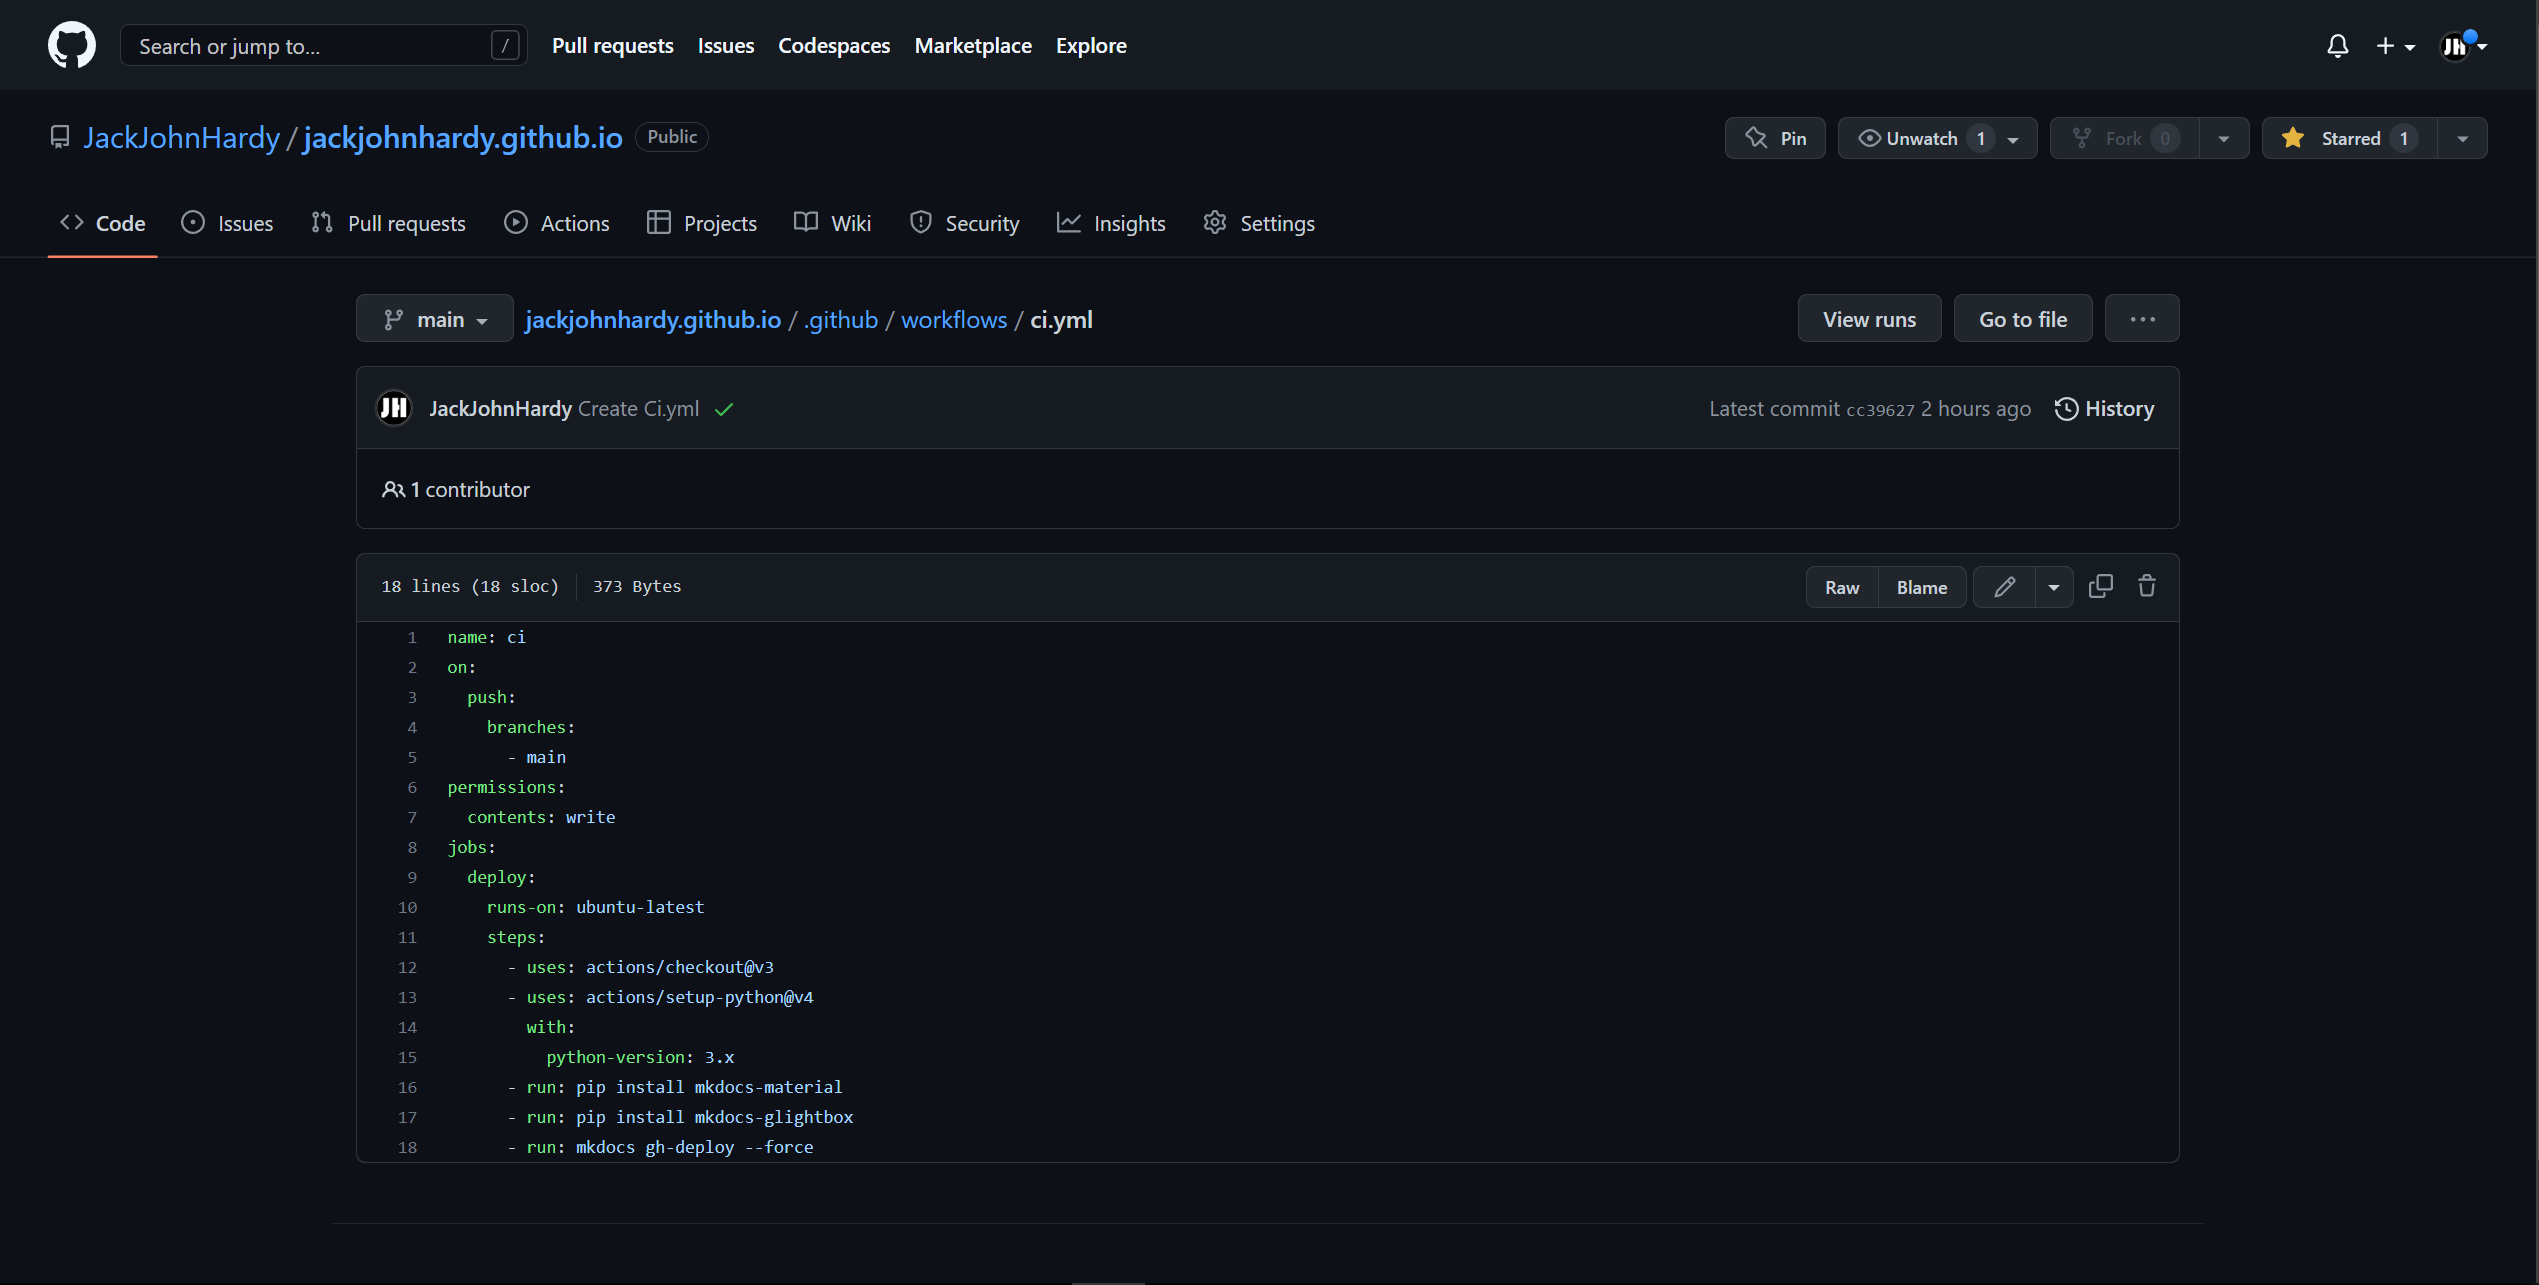 Search or jump to... /
Pull requests Issues Codespaces Marketplace Explore
JH
JackJohnHardy / jackjohnhardy.github.io Public
Pin Unwatch 1 Fork 0 Starred 1
Code Issues Pull requests Actions Projects Wiki Security Insights Settings
main jackjohnhardy.github.io / .github / workflows / ci.yml
View runs Go to file ...
JH JackJohnHardy Create Ci.yml
Latest commit cc39627 2 hours ago History
1 contributor
18 lines (18 sloc) 373 Bytes
Raw Blame
1 name: ci
2 on:
3 push:
4 branches:
5 - main
6 permissions:
7 contents: write
8 jobs:
9 deploy:
10 runs-on: ubuntu-latest
11 steps:
12 - uses: actions/checkout@v3
13 - uses: actions/setup-python@v4
14 with:
15 python-version: 3.x
16 - run: pip install mkdocs-material
17 - run: pip install mkdocs-glightbox
18 - run: mkdocs gh-deploy --force